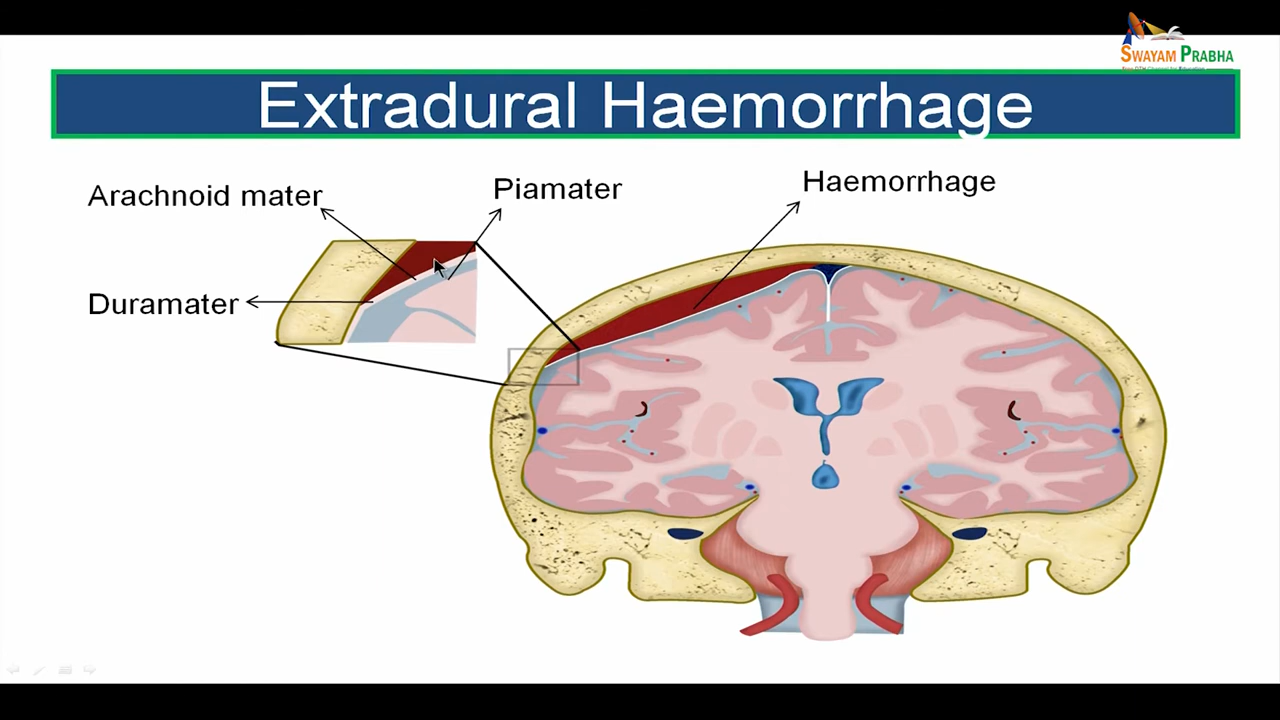 SWAYAM PRABHA
Extradural Haemorrhage
Arachnoid mater
Piamater
Haemorrhage
Duramater